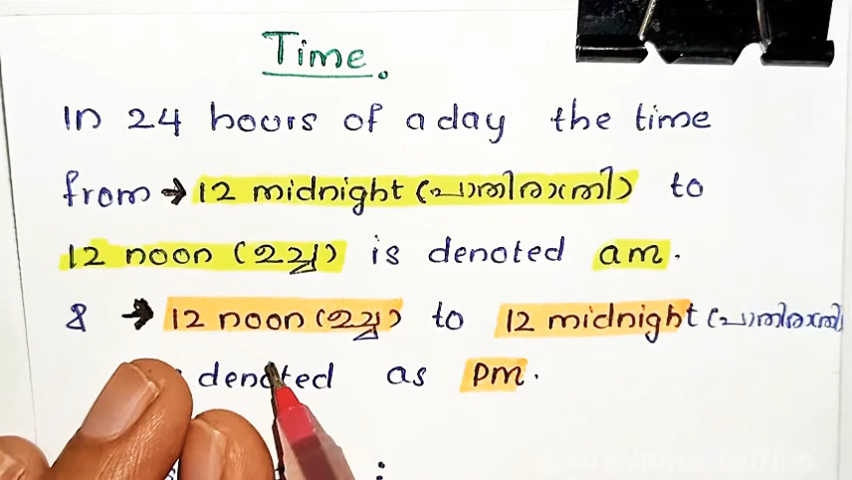 Time.
In 24 hours of a day the time
from → 12 midnight (പാതിരാത്രി) to
12 noon (ഉച്ച) is denoted am.
& → 12 noon (ഉച്ച) to 12 midnight (പാതിരാത്രി
denoted as pm.